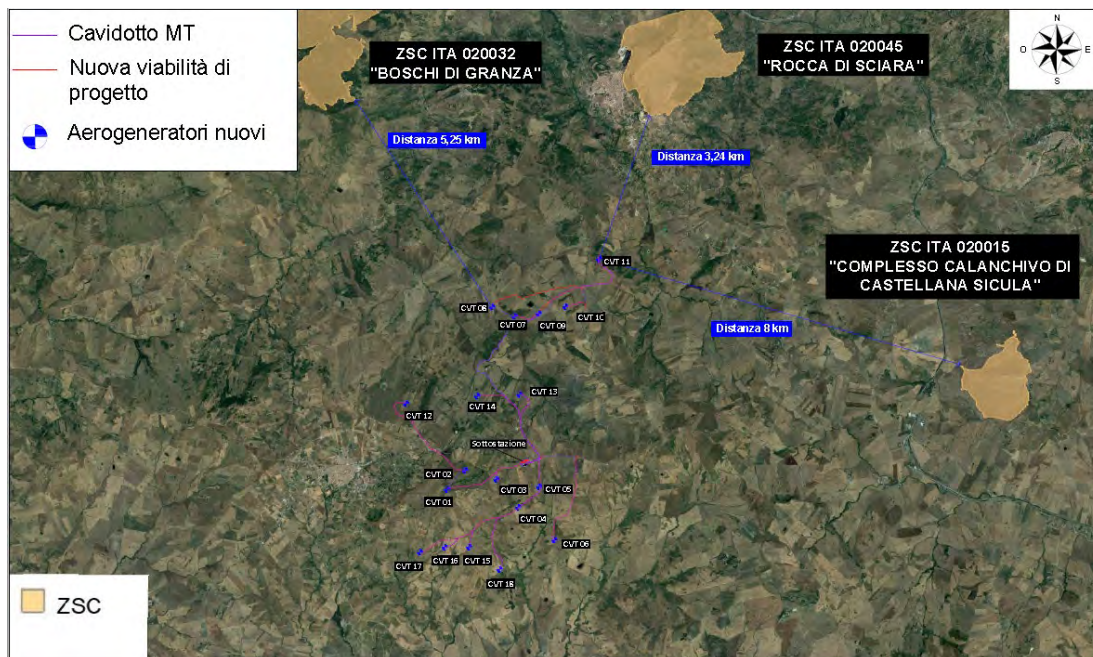 Cavidotto MT
Nuova viabilità di
progetto
Aerogeneratori nuovi
ZSC ITA 020032
"BOSCHI DI GRANZA"
ZSC ITA 020045
"ROCCA DI SCIARA"
N
O
E
S
Distanza 5,25 km
Distanza 3,24 km
ZSC ITA 020015
"COMPLESSO CALANCHIVO DI
CASTELLANA SICULA"
CVT 11
CVT 08
CVT 07
CVT 09
CVT 10
Distanza 8 km
CVT 14
CVT 13
CVT 12
Sottostazione
CVT 02
CVT 01
CVT 03
CVT 05
CVT 04
CVT 06
CVT 17
CVT 16
CVT 15
CVT 18
ZSC